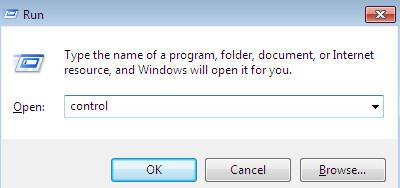 Run
Type the name of a program, folder, document, or Internet
resource, and Windows will open it for you.
Open: control
OK Cancel Browse...